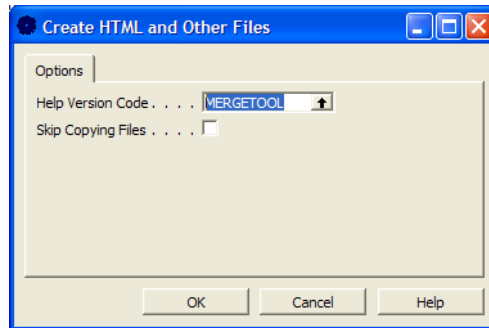 Create HTML and Other Files
Options
Help Version Code . . . . MERGETOOL
Skip Copying Files . . . .
OK Cancel Help